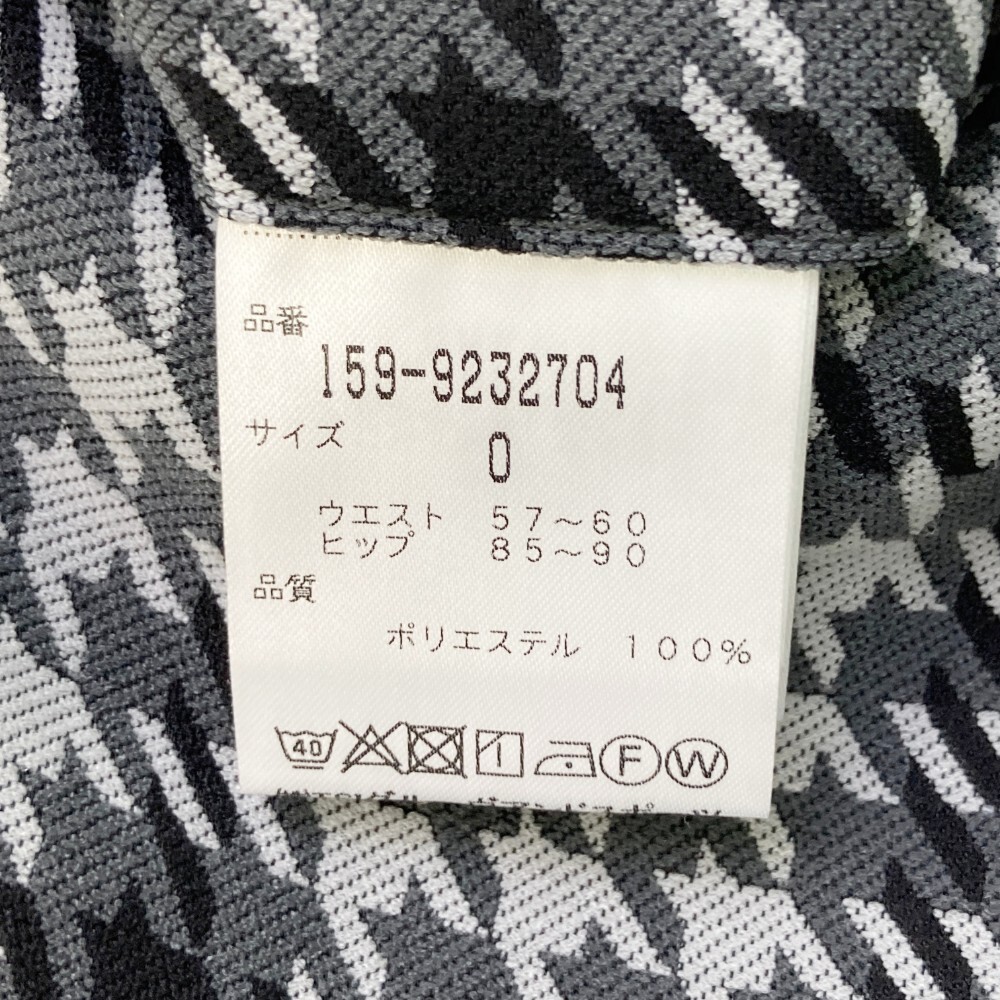 品番
159-9232704
サイズ
0
ウエスト 57〜60
ヒップ 85〜90
品質
ポリエステル 100%
40 F W